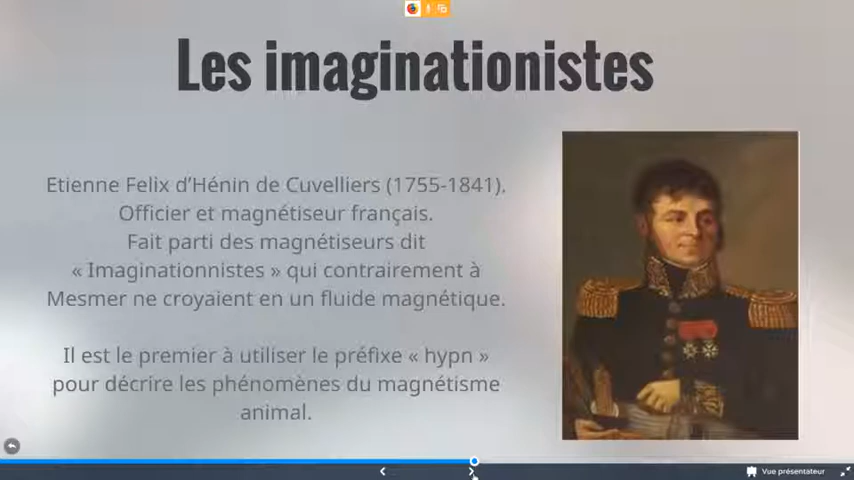 Les imaginationistes
Etienne Felix d’Hénin de Cuvelliers (1755-1841).
Officier et magnétiseur français.
Fait parti des magnétiseurs dit
« Imaginationnistes » qui contrairement à
Mesmer ne croyaient en un fluide magnétique.
Il est le premier à utiliser le préfixe « hypn »
pour décrire les phénomènes du magnétisme
animal.
Vue présentateur